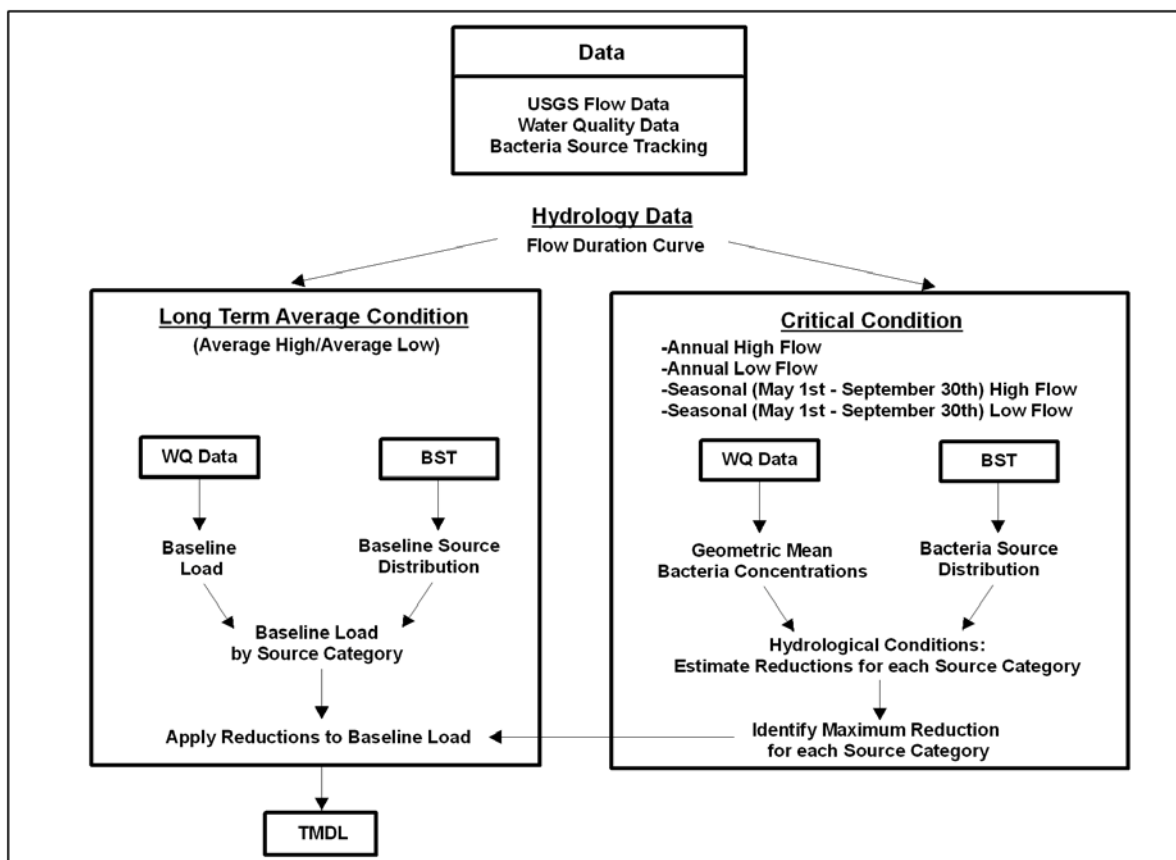 Data
USGS Flow Data
Water Quality Data
Bacteria Source Tracking
Hydrology Data
Flow Duration Curve
Long Term Average Condition
(Average High/Average Low)
WQ Data
BST
Baseline
Load
Baseline Source
Distribution
Baseline Load
by Source Category
Apply Reductions to Baseline Load
TMDL
Critical Condition
-Annual High Flow
-Annual Low Flow
-Seasonal (May 1st - September 30th) High Flow
-Seasonal (May 1st - September 30th) Low Flow
WQ Data
BST
Geometric Mean
Bacteria Concentrations
Bacteria Source
Distribution
Hydrological Conditions:
Estimate Reductions for each Source Category
Identify Maximum Reduction
for each Source Category